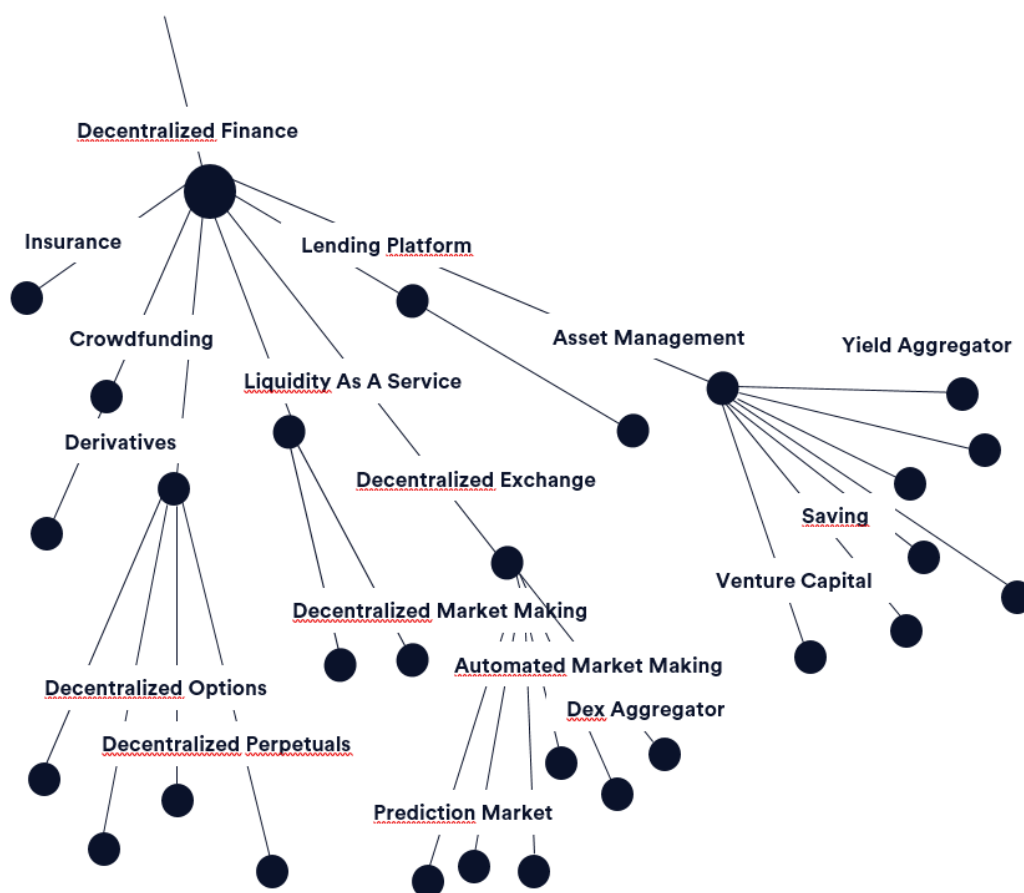 Decentralized Finance
Insurance
Lending Platform
Crowdfunding
Asset Management
Yield Aggregator
Liquidity As A Service
Derivatives
Decentralized Exchange
Saving
Venture Capital
Decentralized Market Making
Automated Market Making
Decentralized Options
Dex Aggregator
Decentralized Perpetuals
Prediction Market